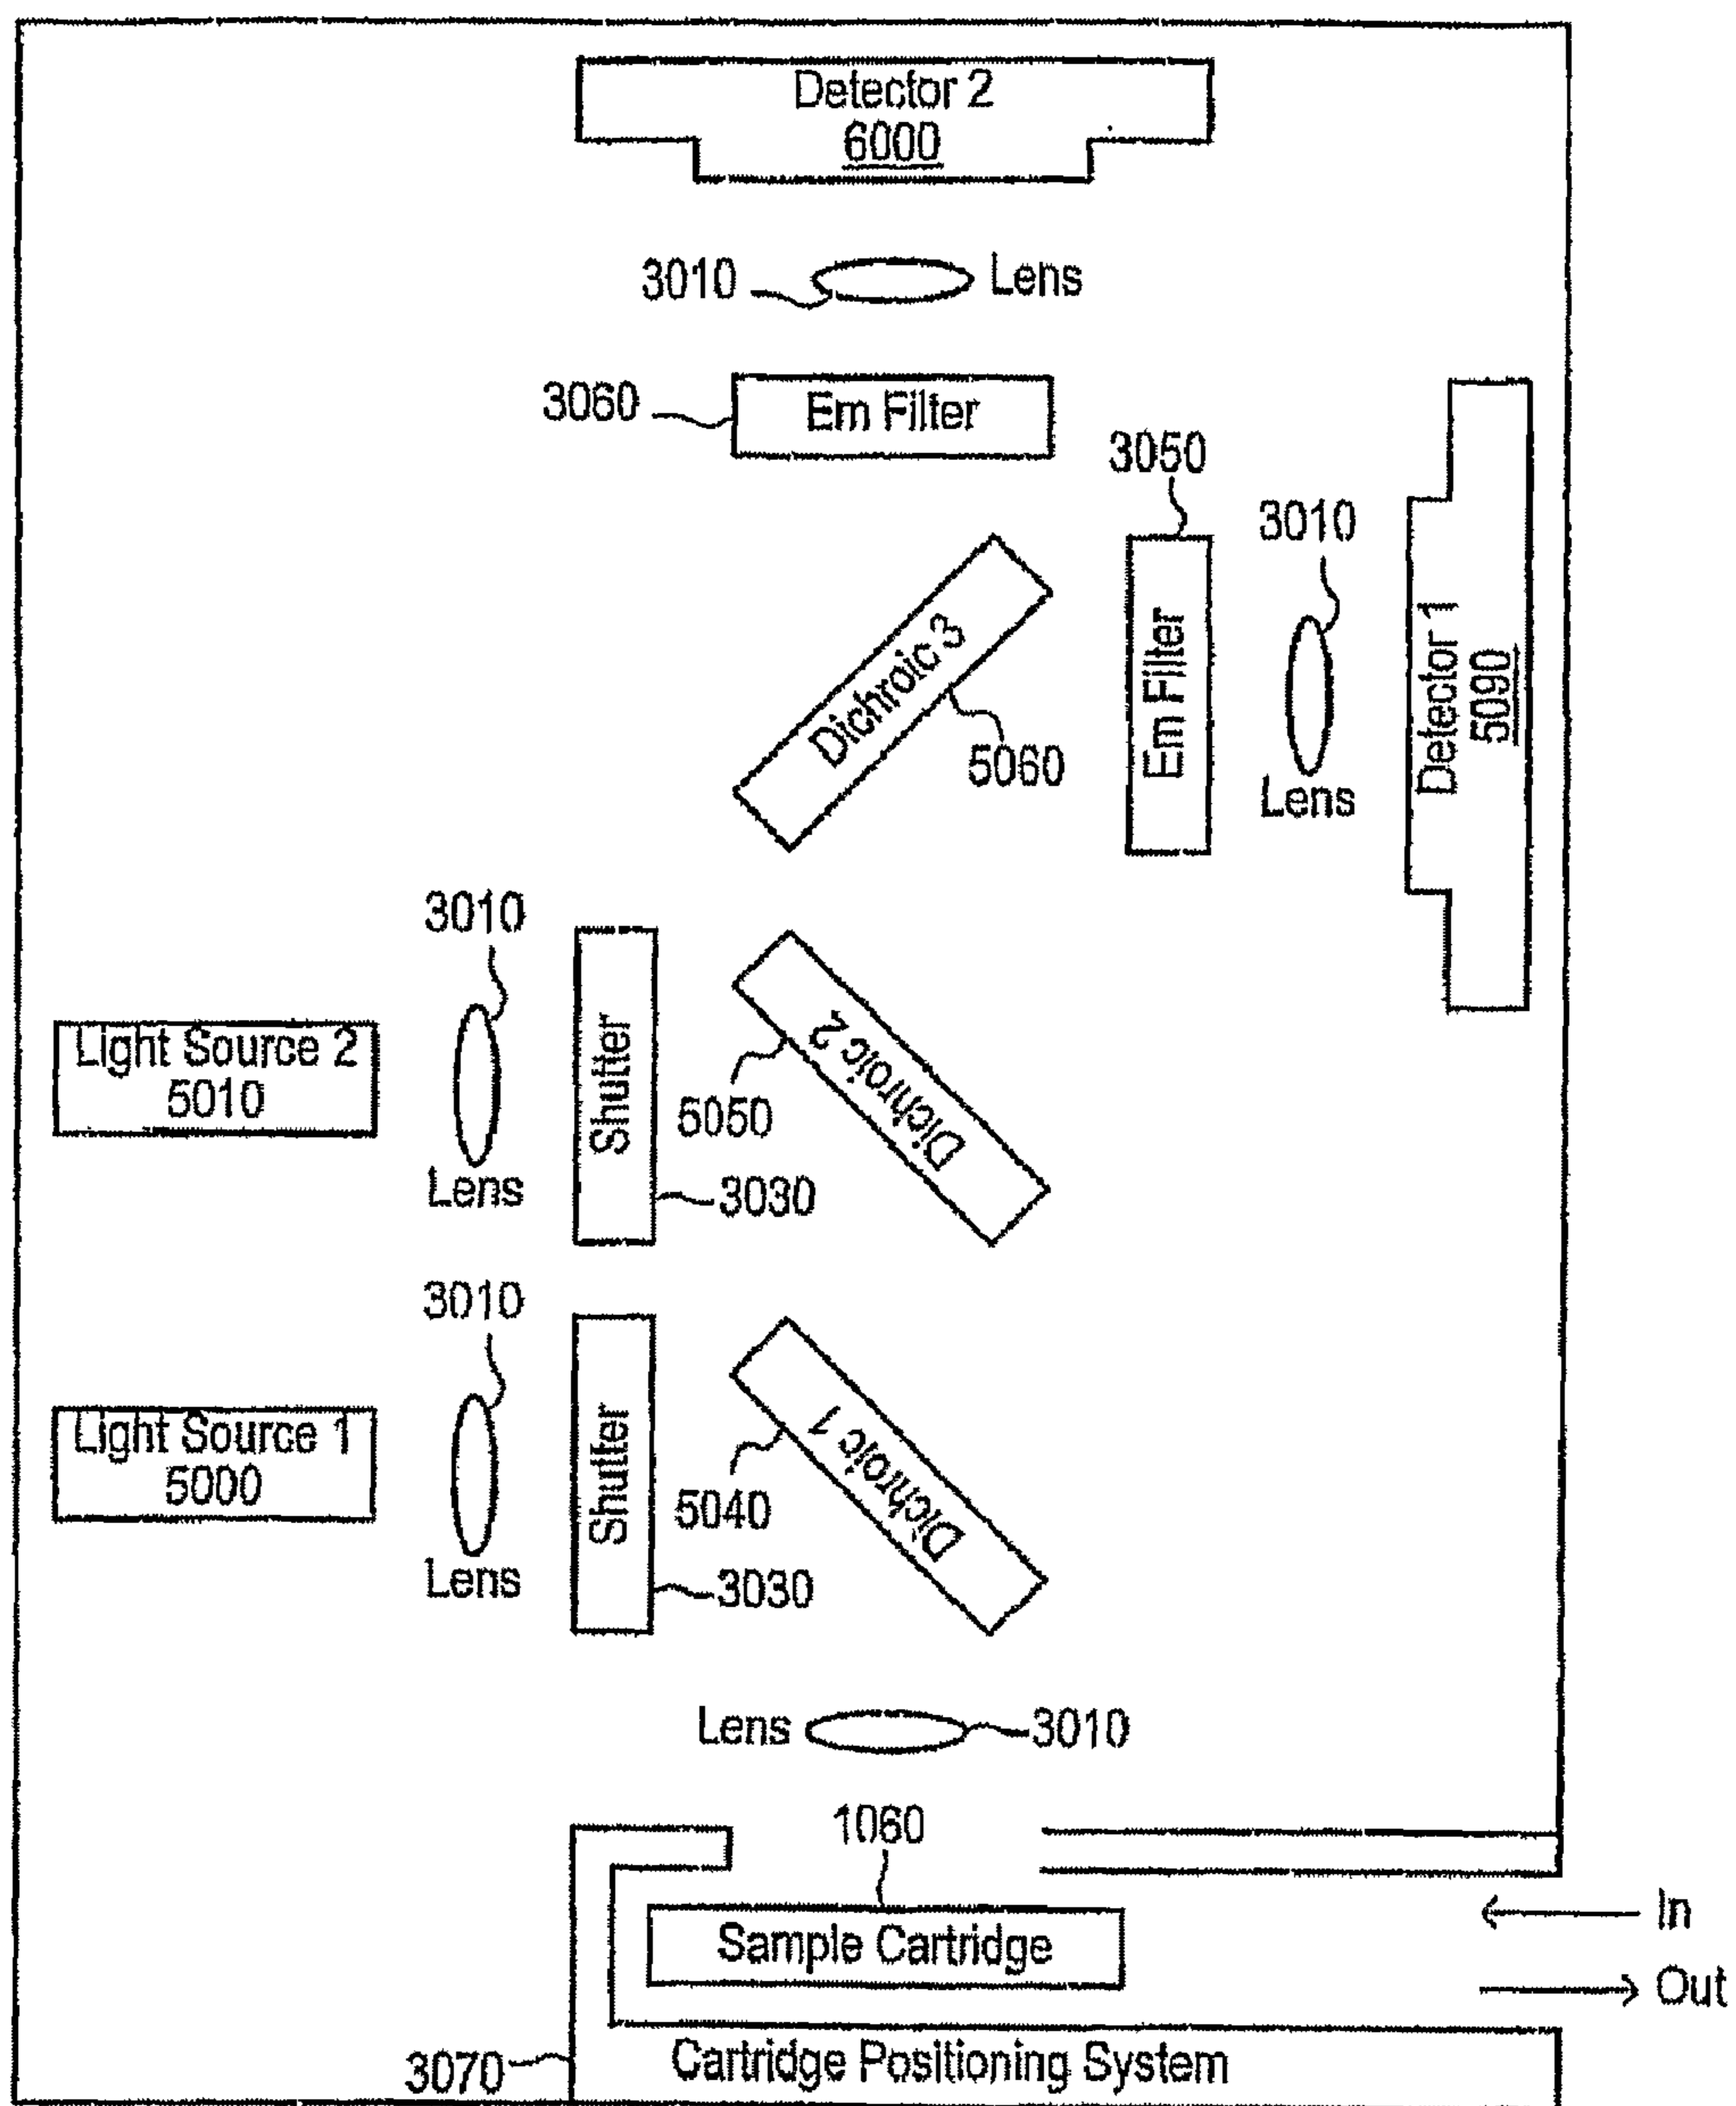 Detector 2
6000
3010 Lens
3060 Em Filter
3050
Em Filter
3010
Lens
Detector 1
5090
Dichroic 3
5060
3010
Light Source 2
5010
Lens
Shutter
3030
Dichroic 2
5050
3010
Light Source 1
5000
Lens
Shutter
3030
Dichroic 1
5040
Lens 3010
1060
Sample Cartridge
In
Out
Cartridge Positioning System
3070